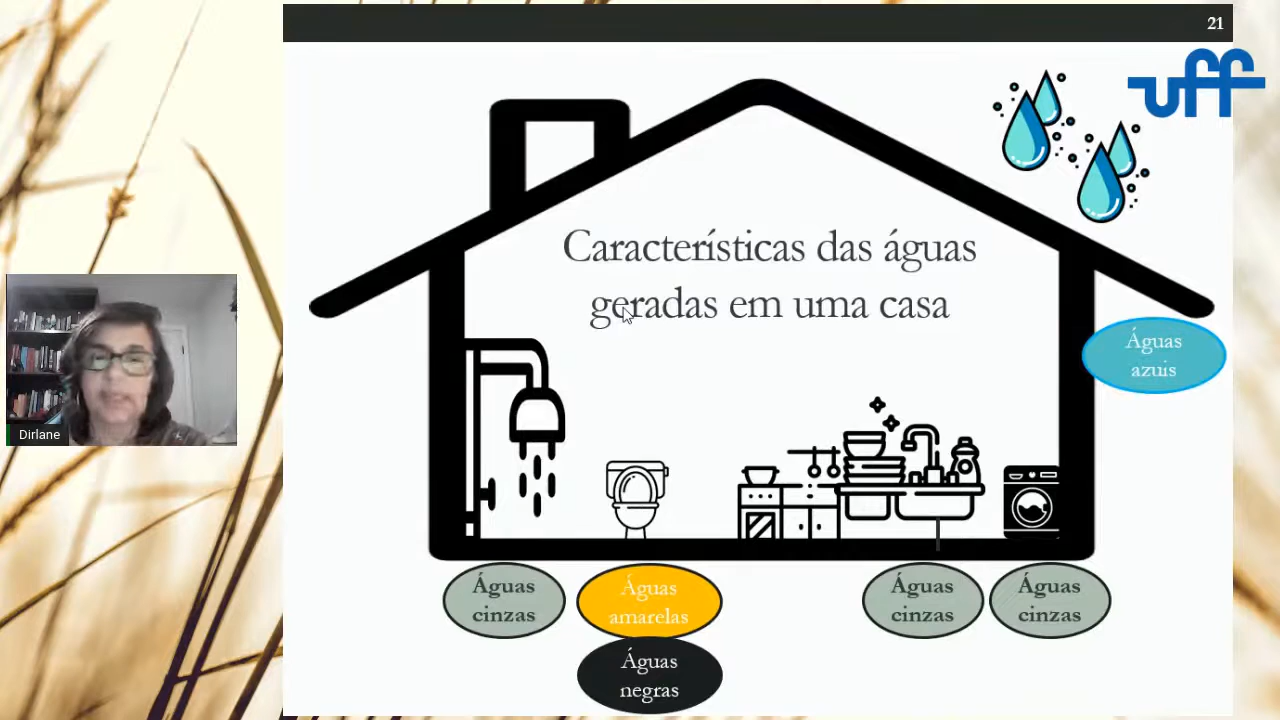 21
uff
Características das águas
geradas em uma casa
Águas
azuis
Dirlane
Águas
cinzas
Águas
amarelas
Águas
cinzas
Águas
cinzas
Águas
negras